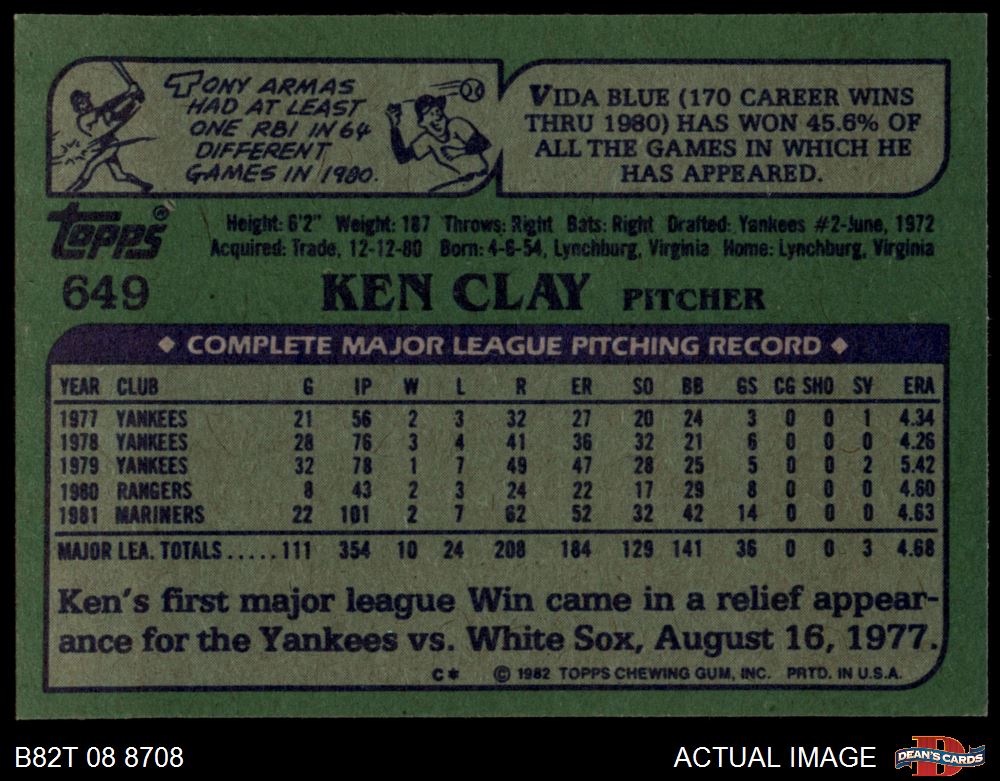 TONY ARMAS
HAD AT LEAST
ONE RBI IN 64
DIFFERENT
GAMES IN 1980.
VIDA BLUE (170 CAREER WINS
THRU 1980) HAS WON 45.6% OF
ALL THE GAMES IN WHICH HE
HAS APPEARED.
topps®
Height: 6'2" Weight: 187 Throws: Right Bats: Right Drafted: Yankees #2-June, 1972
Acquired: Trade, 12-12-80 Born: 4-6-54, Lynchburg, Virginia Home: Lynchburg, Virginia
649 KEN CLAY PITCHER
◆ COMPLETE MAJOR LEAGUE PITCHING RECORD ◆
YEAR CLUB G IP W L R ER SO BB GS CG SHO SV ERA
1977 YANKEES 21 56 2 3 32 27 20 24 3 0 0 1 4.34
1978 YANKEES 28 76 3 4 41 36 32 21 6 0 0 0 4.26
1979 YANKEES 32 78 1 7 49 47 28 25 5 0 0 2 5.42
1980 RANGERS 8 43 2 3 24 22 17 29 8 0 0 0 4.60
1981 MARINERS 22 101 2 7 62 52 32 42 14 0 0 0 4.63
MAJOR LEA. TOTALS.....111 354 10 24 208 184 129 141 36 0 0 3 4.68
Ken's first major league Win came in a relief appear-
ance for the Yankees vs. White Sox, August 16, 1977.
C* © 1982 TOPPS CHEWING GUM, INC. PRTD. IN U.S.A.
B82T 08 8708 ACTUAL IMAGE D DEAN'S CARDS